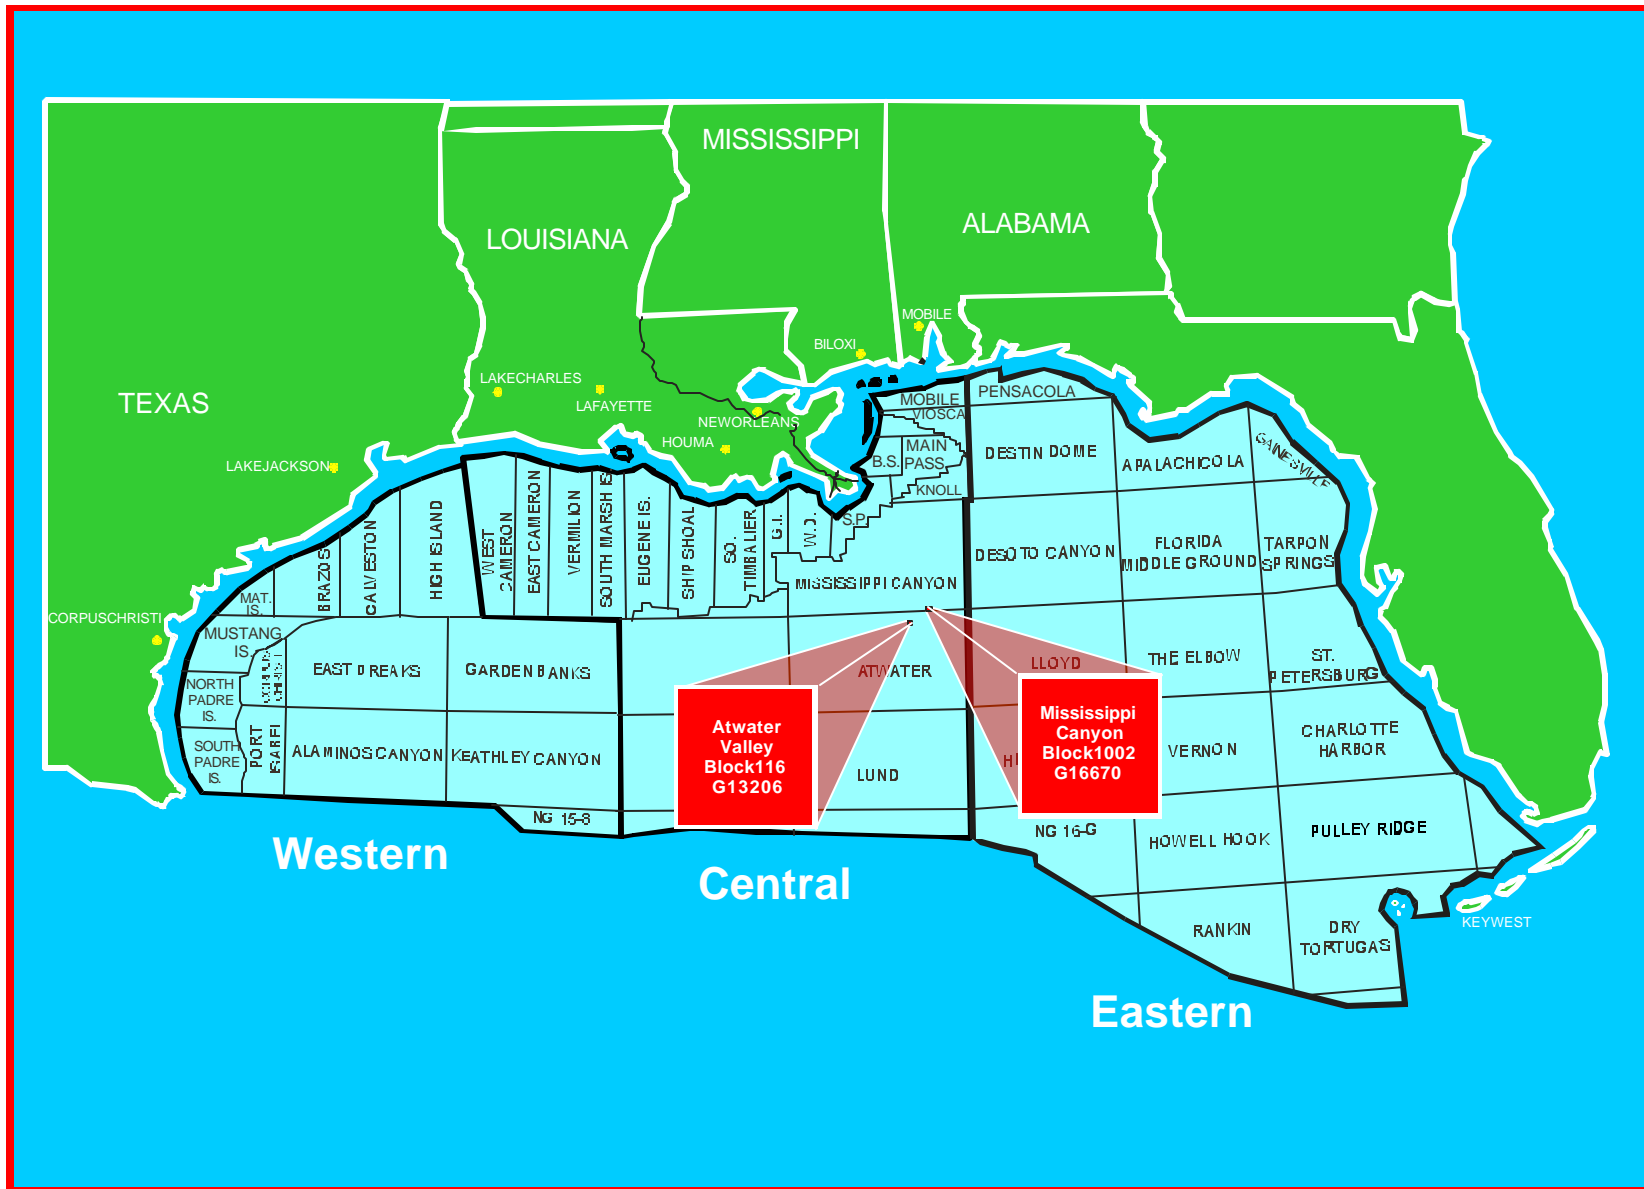 MISSISSIPPI
ALABAMA
LOUISIANA
TEXAS
MOBILE
BILOXI
LAKECHARLES
LAFAYETTE
NEWORLEANS
HOUMA
LAKEJACKSON
CORPUSCHRISTI
KEYWEST
PENSACOLA
MOBILE
VIOSCA
MAIN
PASS
B.S.
KNOLL
S.P.
DESTIN DOME
APALACHICOLA
GAINESVILLE
WEST
CAMERON
EAST CAMERON
VERMILION
SOUTH MARSH IS.
EUGENE IS.
SHIP SHOAL
SO.
TIMBALIER
G.I.
W.D.
HIGH ISLAND
BRAZOS
MAT.
IS.
MUSTANG
IS.
NORTH
PADRE
IS.
SOUTH
PADRE
IS.
PORT
MISSISSIPPI CANYON
DESOTO CANYON
FLORIDA
MIDDLE GROUND
TARPON
SPRINGS
EAST BREAKS
GARDEN BANKS
ATWATER
LLOYD
THE ELBOW
ST.
PETERSBURG
ALAMINOS CANYON
KEATHLEY CANYON
LUND
VERNON
CHARLOTTE
HARBOR
NG 15-8
HOWELL HOOK
PULLEY RIDGE
RANKIN
DRY
TORTUGAS
Atwater
Valley
Block116
G13206
Mississippi
Canyon
Block1002
G16670
Western
Central
Eastern